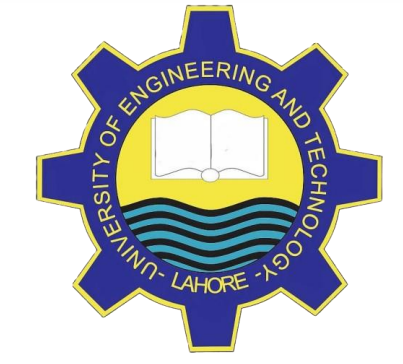 UNIVERSITY OF ENGINEERING AND TECHNOLOGY
- LAHORE -